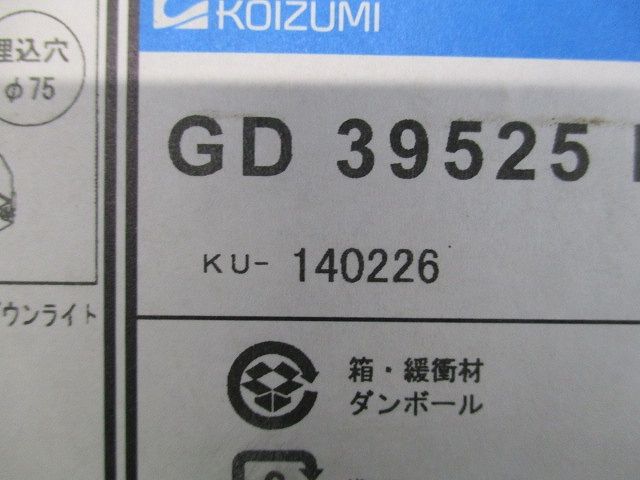 KOIZUMI
埋込穴
φ75
GD 39525
KU- 140226
ウンライト
箱・緩衝材
ダンボール